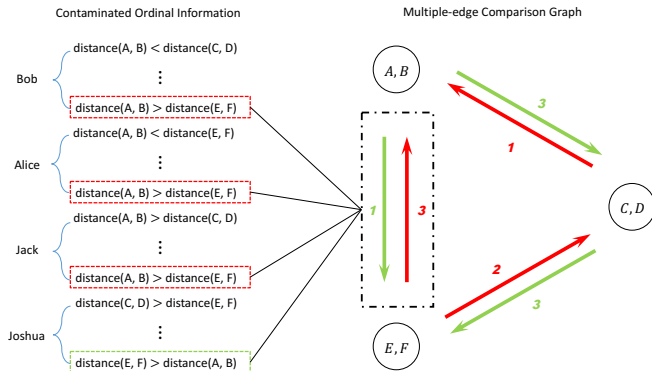 Contaminated Ordinal Information
Multiple-edge Comparison Graph
Bob
distance(A, B) < distance(C, D)
⋮
distance(A, B) > distance(E, F)
Alice
distance(A, B) < distance(E, F)
⋮
distance(A, B) > distance(E, F)
Jack
distance(A, B) > distance(C, D)
⋮
distance(A, B) > distance(E, F)
Joshua
distance(C, D) > distance(E, F)
⋮
distance(E, F) > distance(A, B)
A, B
3
1
1
3
C, D
2
3
E, F